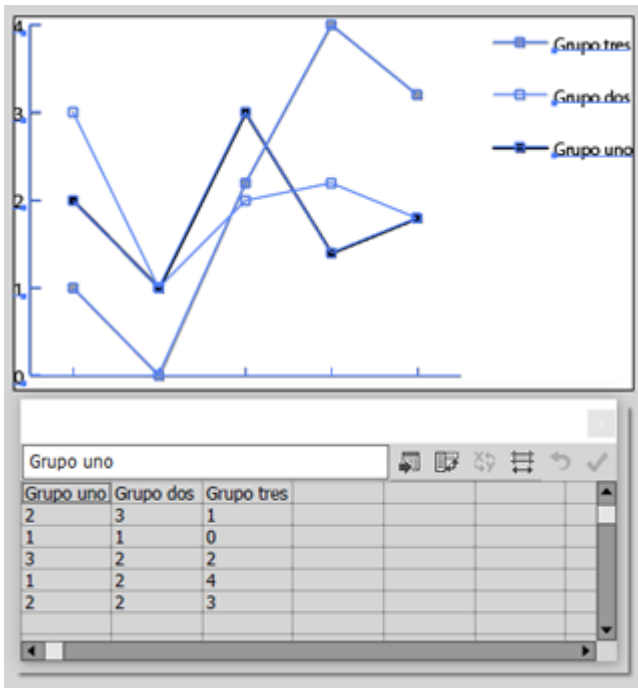 4
3
2
1
0
Grupo tres
Grupo dos
Grupo uno
Grupo uno
Grupo uno Grupo dos Grupo tres
2 3 1
1 1 0
3 2 2
1 2 4
2 2 3